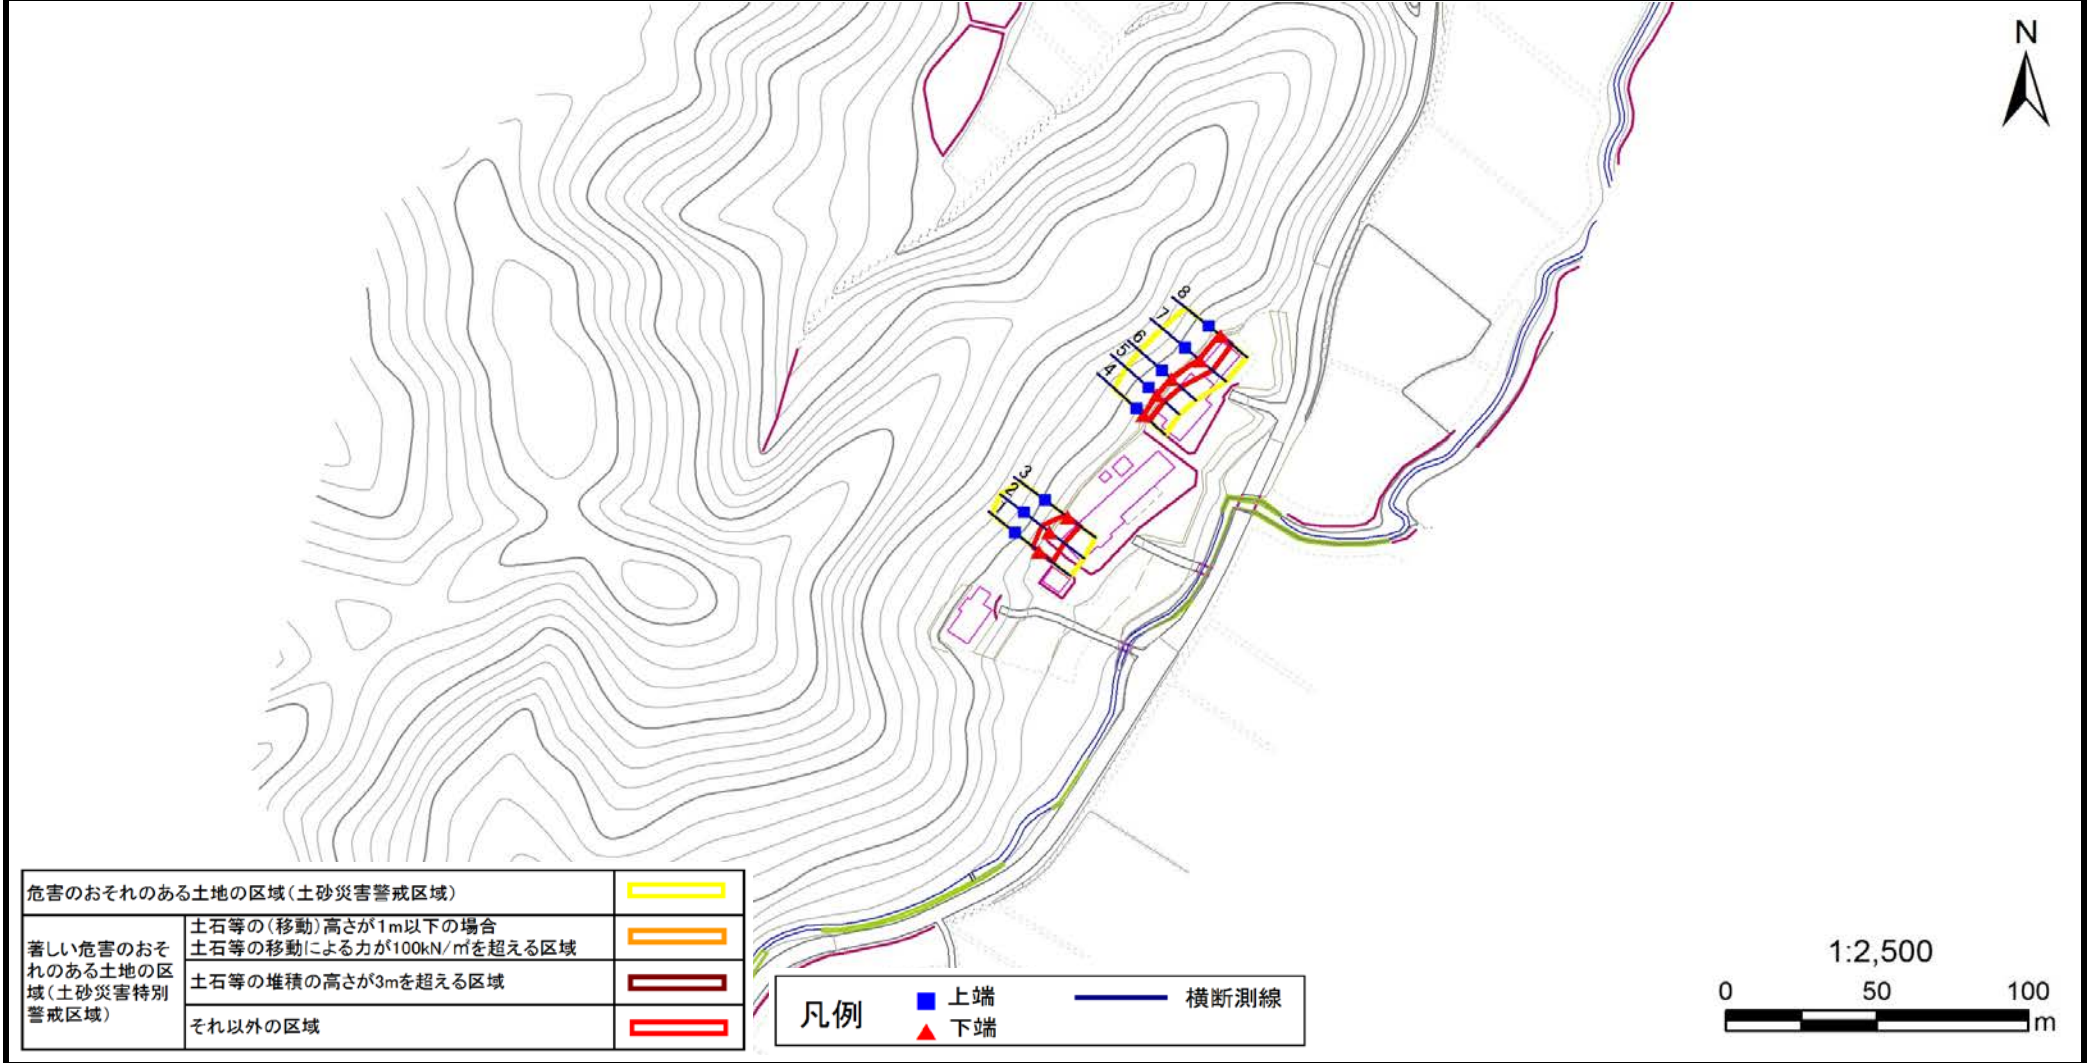 N
8
7
6
5
4
3
2
1
危害のおそれのある土地の区域(土砂災害警戒区域)
著しい危害のおそ
れのある土地の区
域(土砂災害特別
警戒区域)
土石等の(移動)高さが1m以下の場合
土石等の移動による力が100kN/㎡を超える区域
土石等の堆積の高さが3mを超える区域
それ以外の区域
凡例
上端
下端
横断測線
1:2,500
0 50 100
m